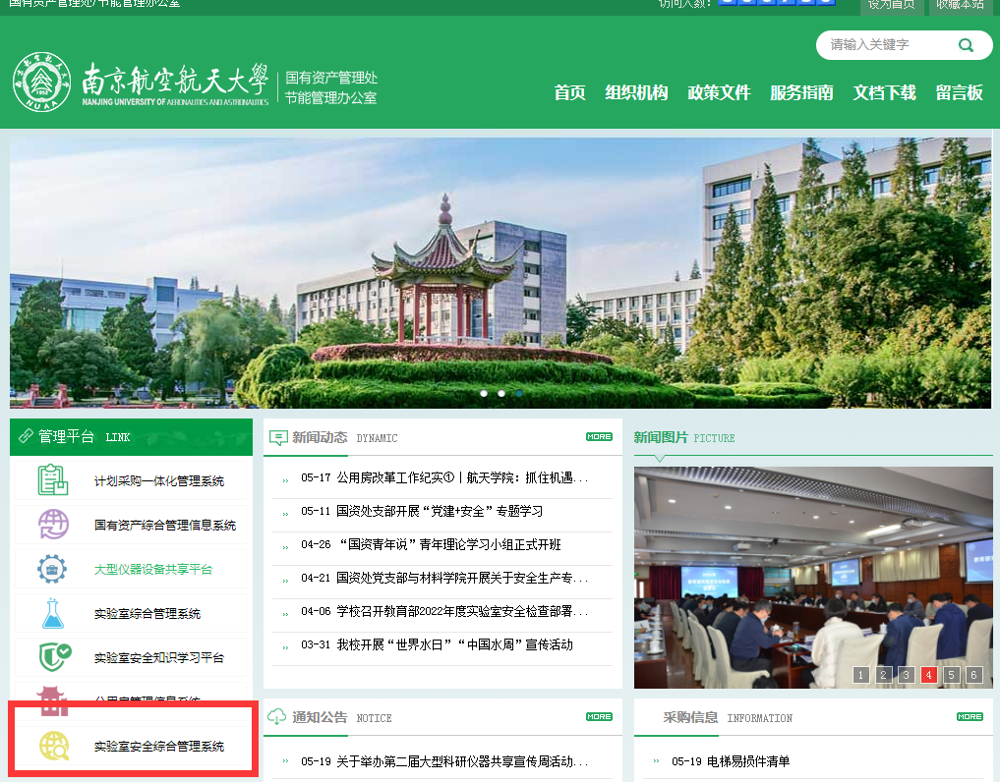 国有资产管理处/节能管理办公室
访问人数:
设为首页
收藏本站
请输入关键字
南京航空航天大學
NANJING UNIVERSITY OF AERONAUTICS AND ASTRONAUTICS
NUAA
1952
国有资产管理处
节能管理办公室
首页 组织机构 政策文件 服务指南 文档下载 留言板
管理平台 LINK
计划采购一体化管理系统
国有资产综合管理信息系统
大型仪器设备共享平台
实验室综合管理系统
实验室安全知识学习平台
公用房管理信息系统
实验室安全综合管理系统
新闻动态 DYNAMIC MORE
05-17 公用房改革工作纪实①丨航天学院：抓住机遇...
05-11 国资处支部开展“党建+安全”专题学习
04-26 “国资青年说”青年理论学习小组正式开班
04-21 国资处党支部与材料学院开展关于安全生产专...
04-06 学校召开教育部2022年度实验室安全检查部署...
03-31 我校开展“世界水日”“中国水周”宣传活动
新闻图片 PICTURE
1 2 3 4 5 6
通知公告 NOTICE MORE
05-19 关于举办第二届大型科研仪器共享宣传周活动...
采购信息 INFORMATION MORE
05-19 电梯易损件清单